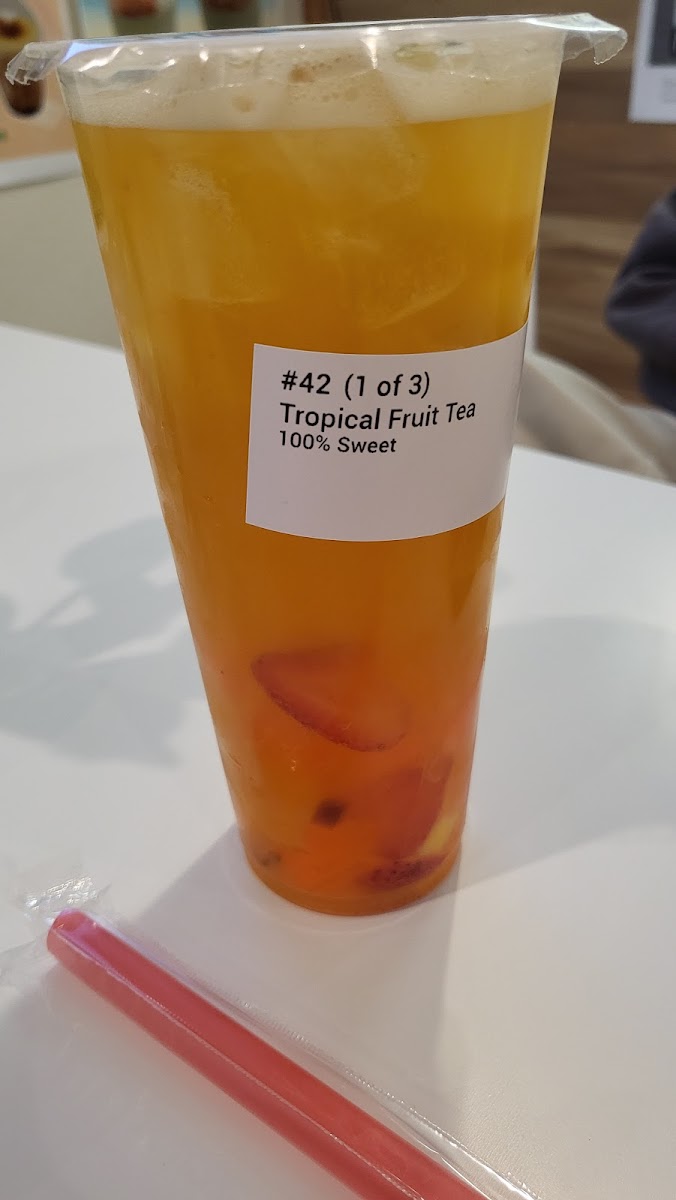 #42 (1 of 3)
Tropical Fruit Tea
100% Sweet